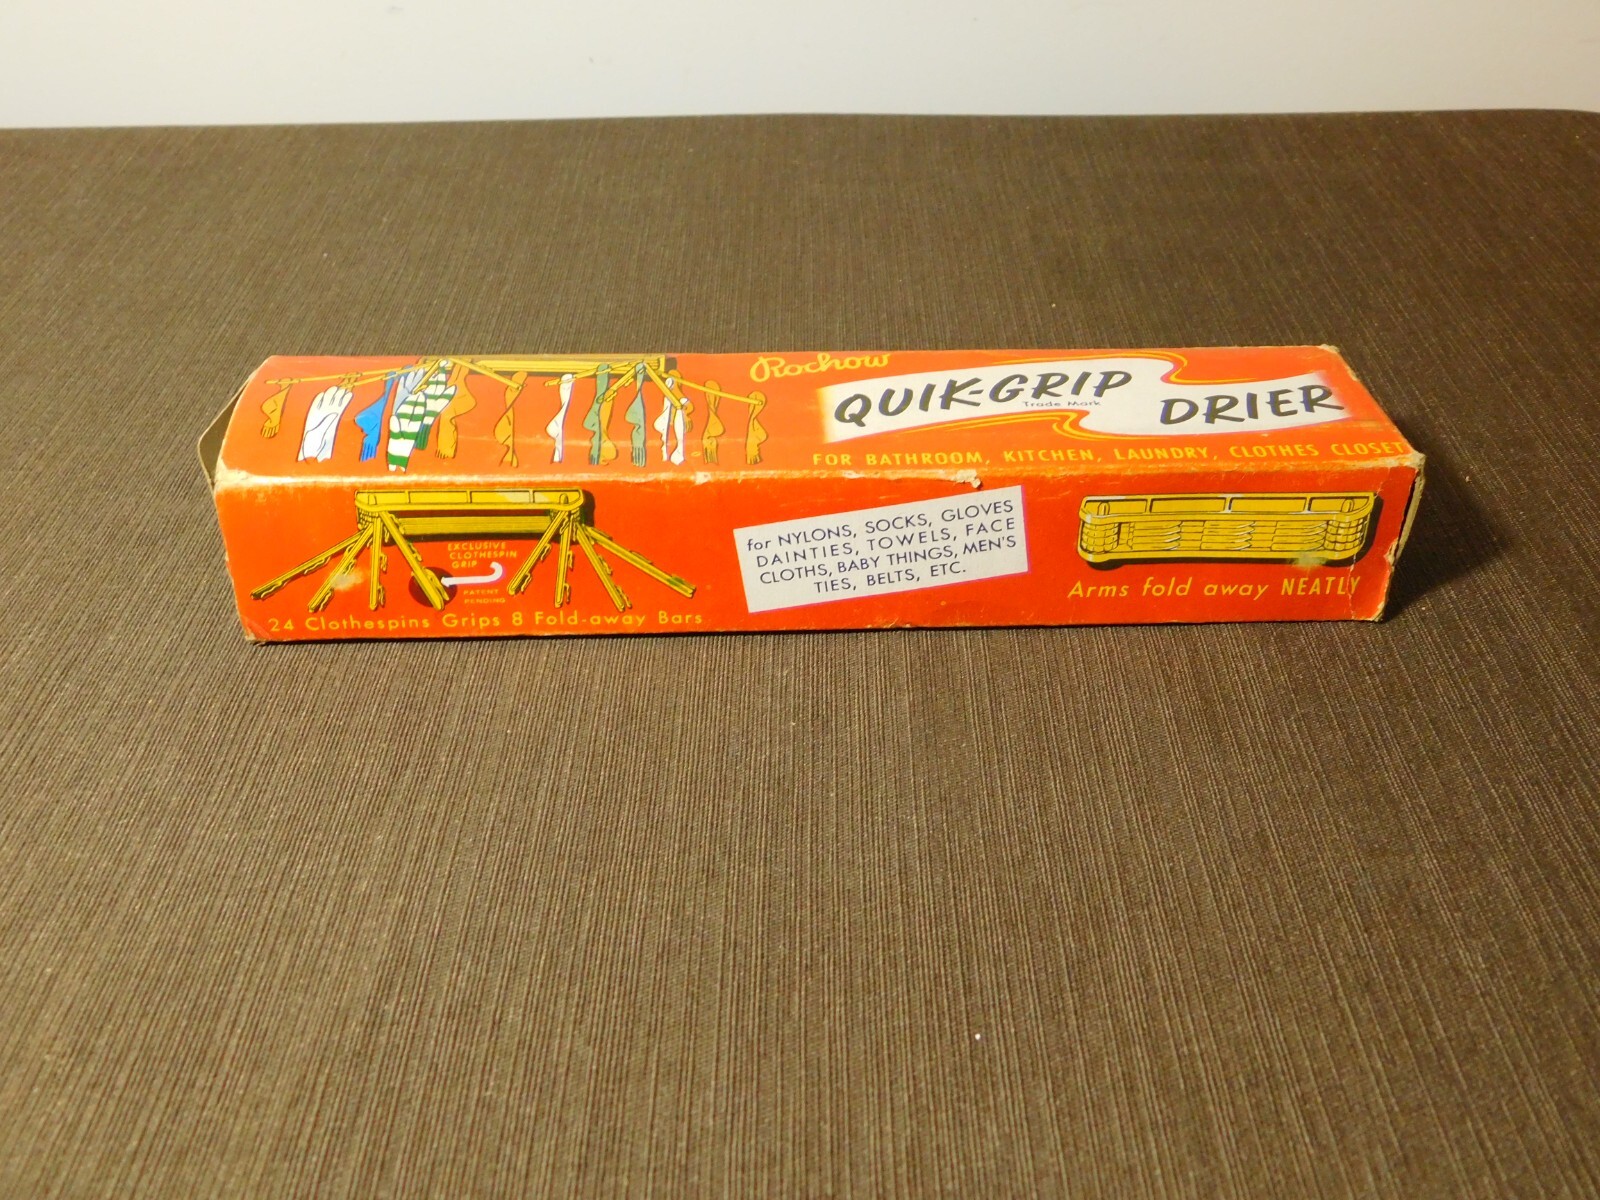 Rochow
QUIK-GRIP
Trade Mark
DRIER
FOR BATHROOM, KITCHEN, LAUNDRY, CLOTHES CLOSET
EXCLUSIVE
CLOTHESPIN
GRIP
PATENT
PENDING
24 Clothespins Grips 8 Fold-away Bars
for NYLONS, SOCKS, GLOVES
DAINTIES, TOWELS, FACE
CLOTHS, BABY THINGS, MEN'S
TIES, BELTS, ETC.
Arms fold away NEATLY